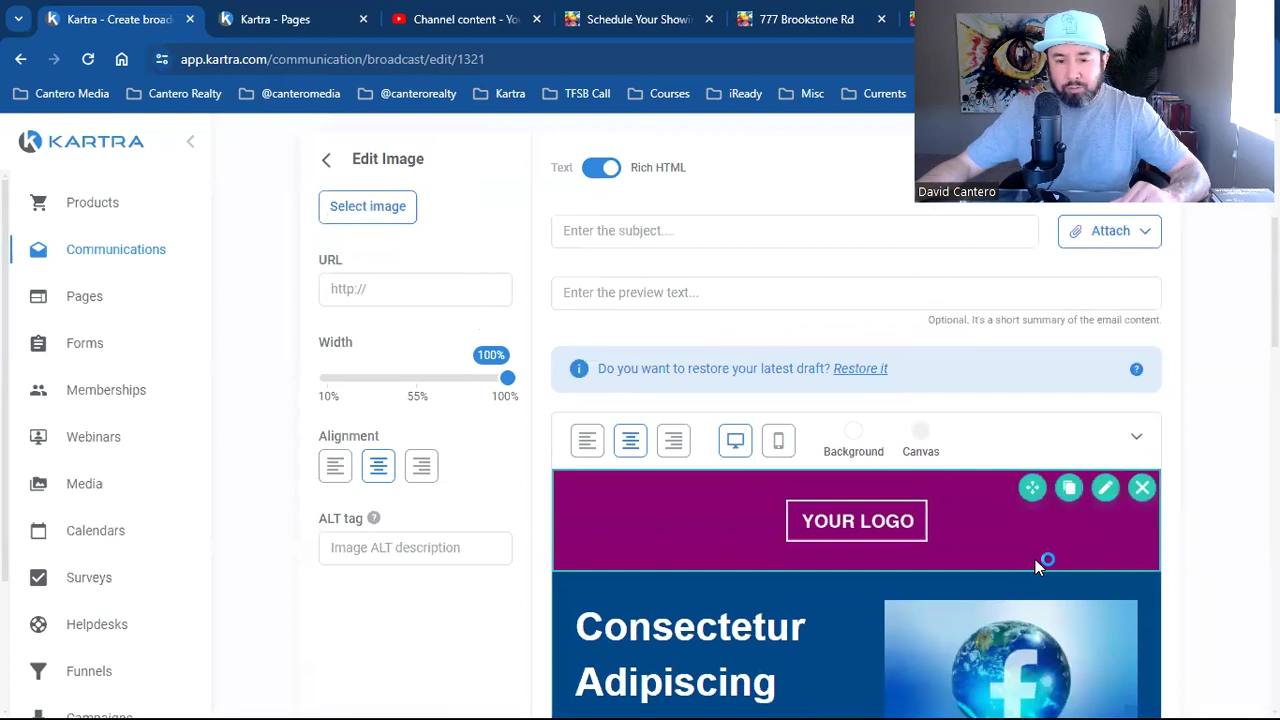 Kartra - Create broad
Kartra - Pages
Channel content - Yo
Schedule Your Showi
777 Brookstone Rd
app.kartra.com/communication/broadcast/edit/1321
Cantero Media
Cantero Realty
@canteromedia
@canterorealty
Kartra
TFSB Call
Courses
iReady
Misc
Currents
David Cantero
KARTRA
Products
Communications
Pages
Forms
Memberships
Webinars
Media
Calendars
Surveys
Helpdesks
Funnels
Campaigns
Edit Image
Select image
URL
http://
Width
100%
10%
55%
100%
Alignment
ALT tag
Image ALT description
Text
Rich HTML
Enter the subject....
Attach
Enter the preview text...
Optional. It's a short summary of the email content.
Do you want to restore your latest draft? Restore it
Background
Canvas
YOUR LOGO
Consectetur
Adipiscing